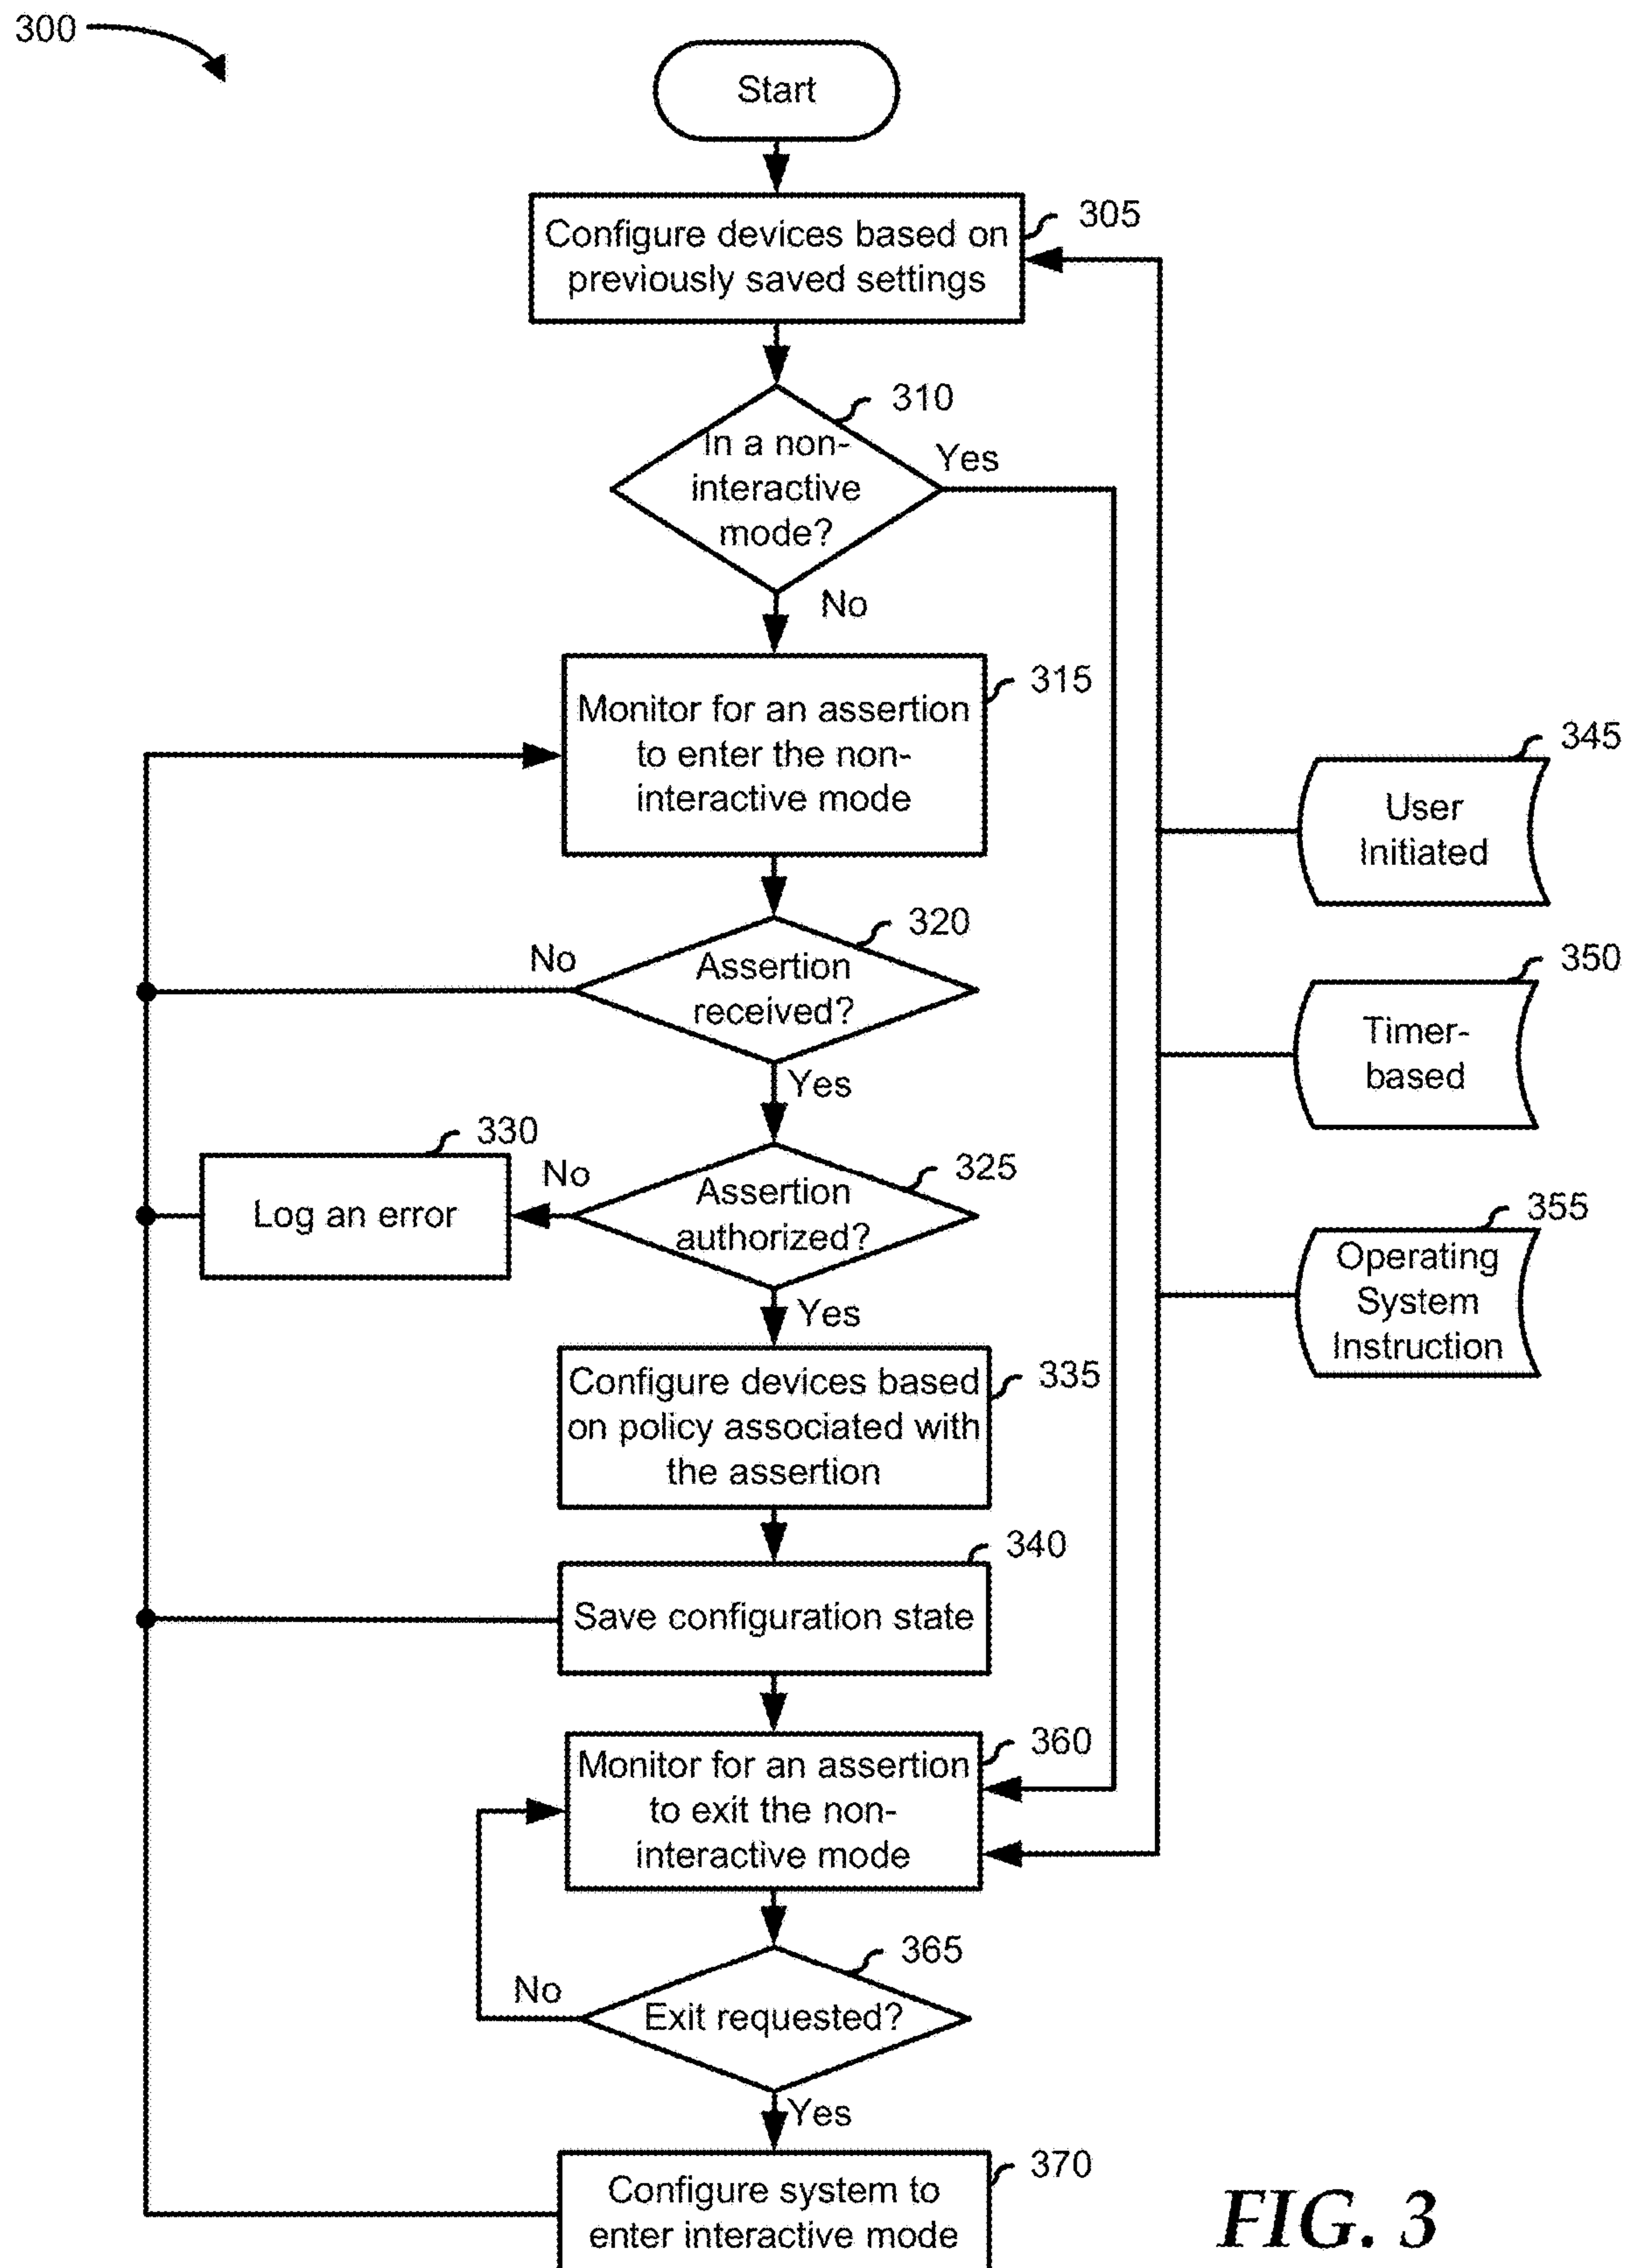 300
Start
Configure devices based on
previously saved settings
305
310
In a non-
interactive
mode?
Yes
No
Monitor for an assertion
to enter the non-
interactive mode
315
320
Assertion
received?
No
Yes
325
Assertion
authorized?
No
330
Log an error
Yes
Configure devices based
on policy associated with
the assertion
335
340
Save configuration state
345
User
Initiated
350
Timer-
based
355
Operating
System
Instruction
Monitor for an assertion
to exit the non-
interactive mode
360
365
Exit requested?
No
Yes
Configure system to
enter interactive mode
370
FIG. 3